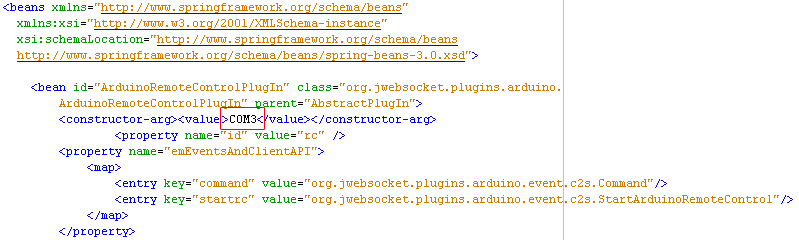 <beans xmlns="http://www.springframework.org/schema/beans"
xmlns:xsi="http://www.w3.org/2001/XMLSchema-instance"
xsi:schemaLocation="http://www.springframework.org/schema/beans
http://www.springframework.org/schema/beans/spring-beans-3.0.xsd">
<bean id="ArduinoRemoteControlPlugIn" class="org.jwebsocket.plugins.arduino.
ArduinoRemoteControlPlugIn" parent="AbstractPlugIn">
<constructor-arg><value>COM3</value></constructor-arg>
<property name="id" value="rc" />
<property name="emEventsAndClientAPI">
<map>
<entry key="command" value="org.jwebsocket.plugins.arduino.event.c2s.Command"/>
<entry key="startrc" value="org.jwebsocket.plugins.arduino.event.c2s.StartArduinoRemoteControl"/>
</map>
</property>